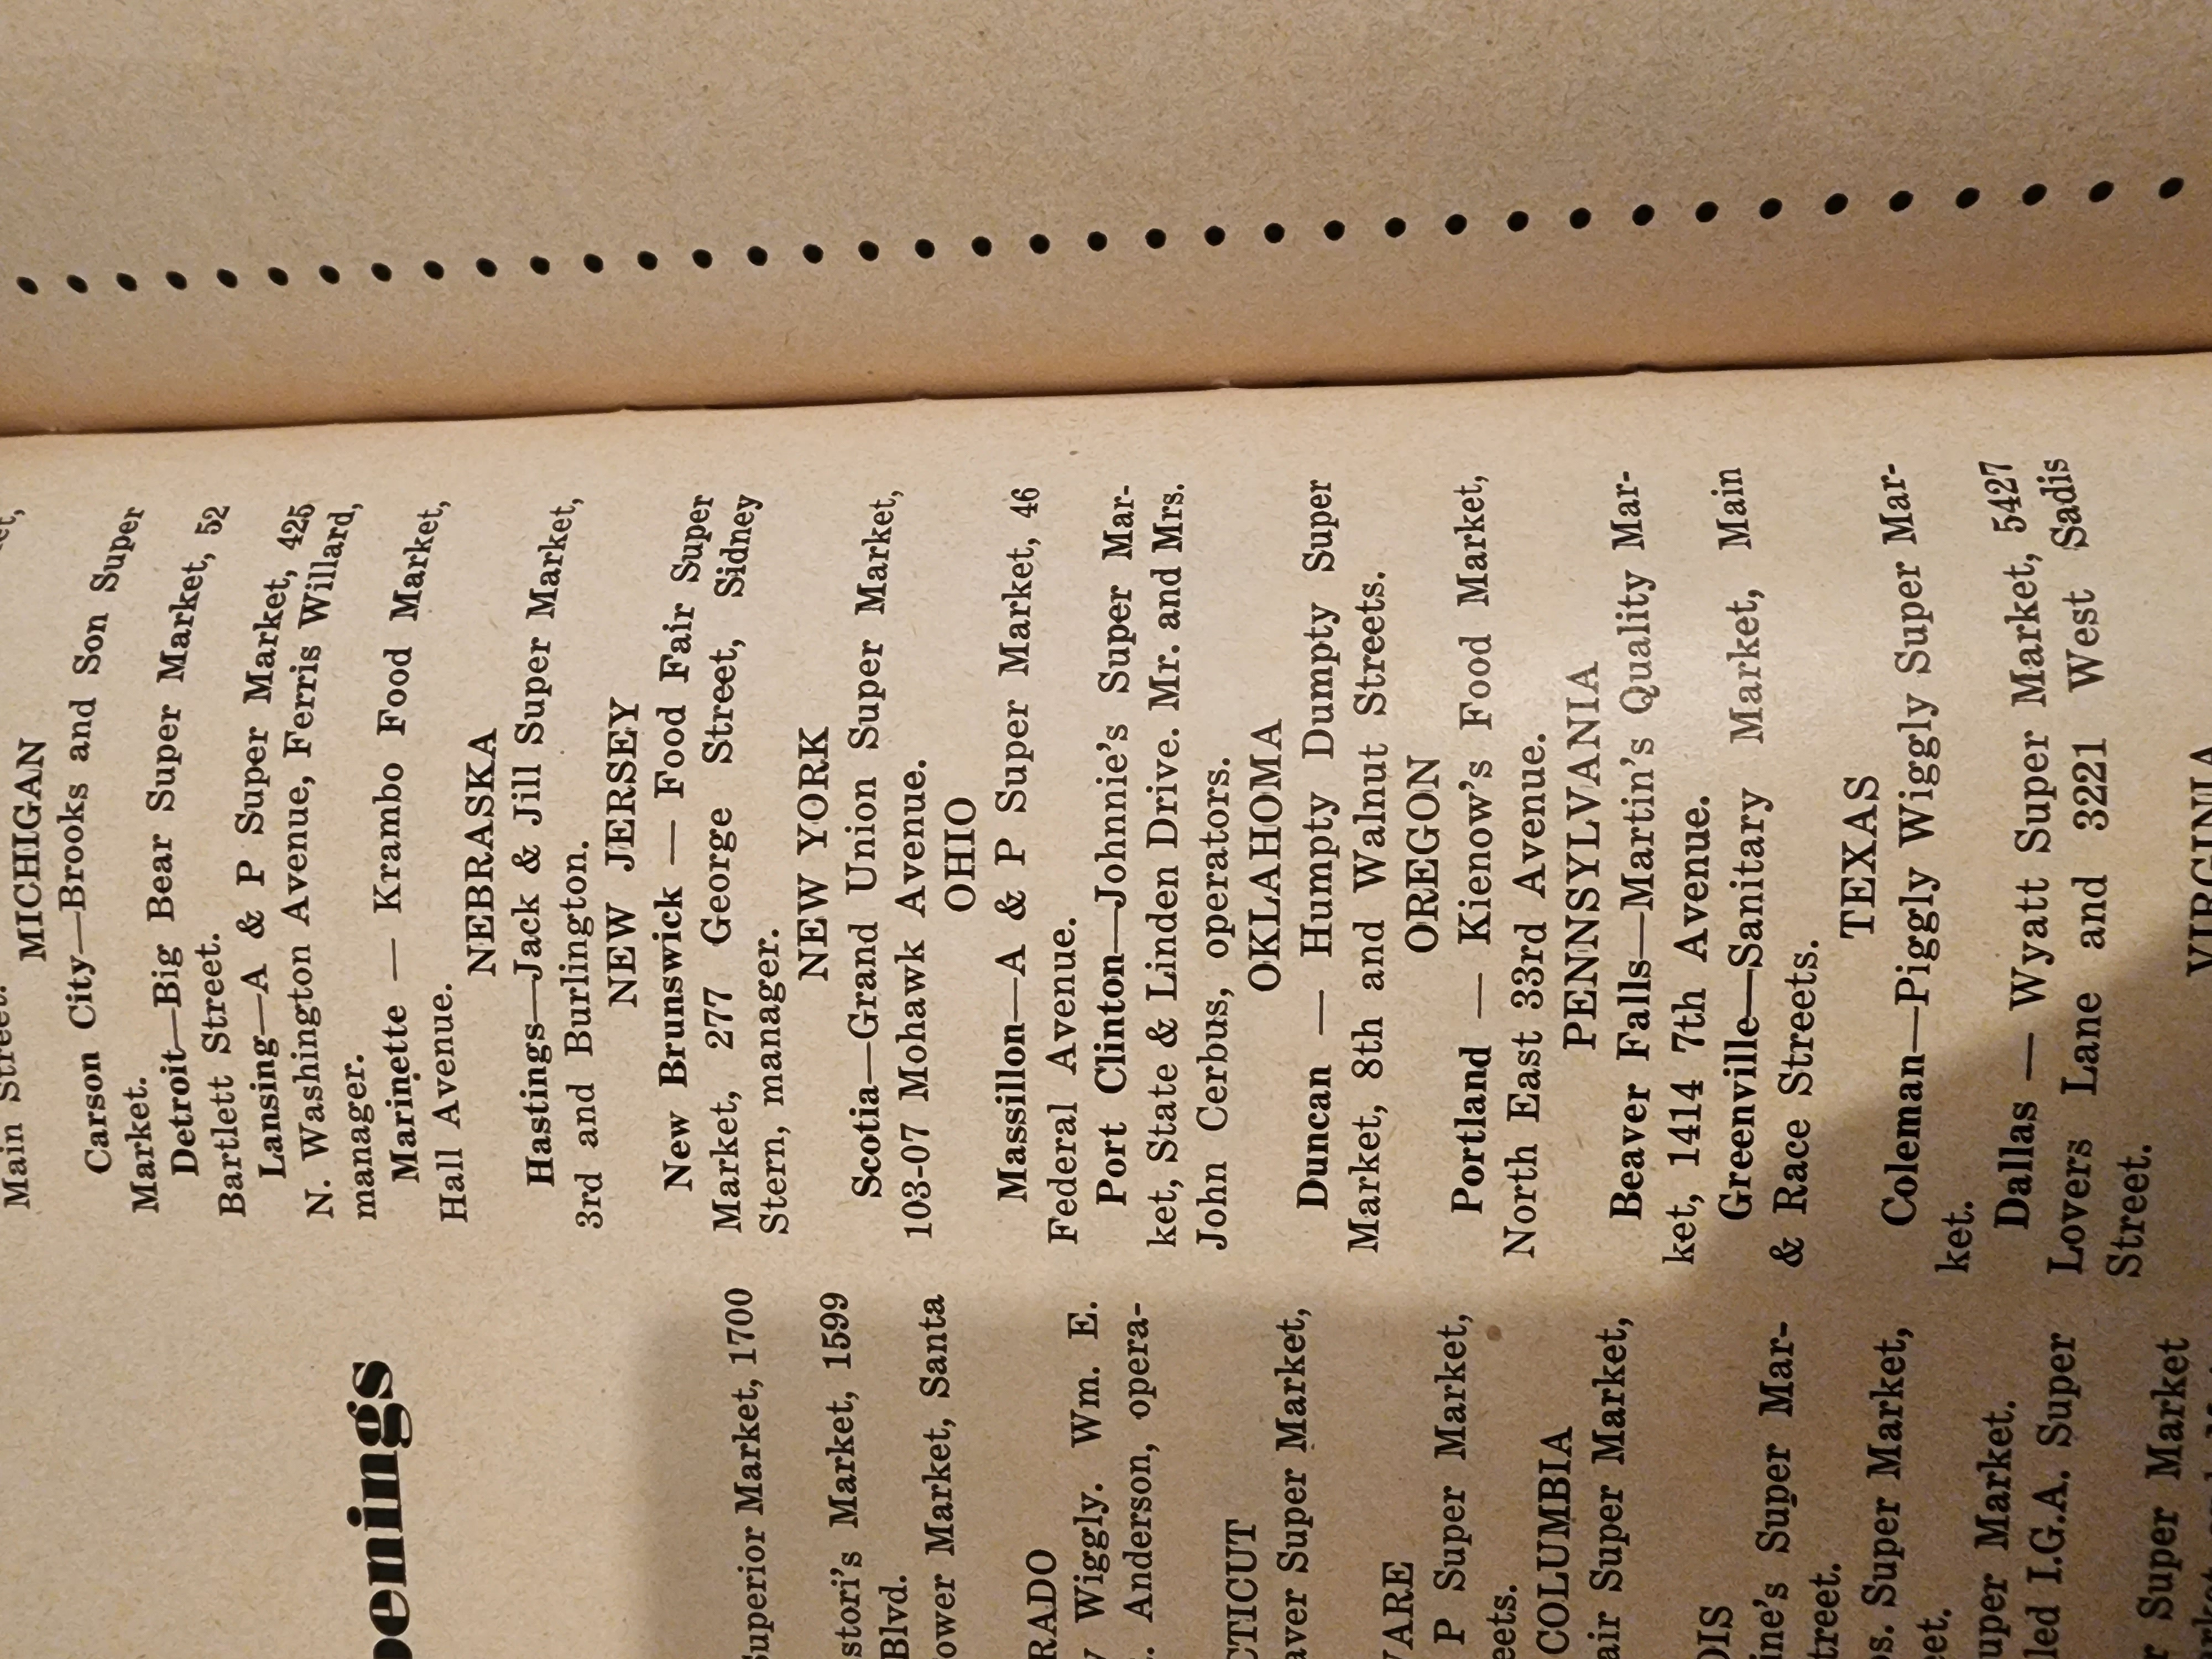 penings
Superior Market, 1700
stori's Market, 1599
Blvd.
ower Market, Santa
RADO
Wiggly. Wm. E.
Anderson, opera-
CTICUT
aver Super Market,
VARE
P Super Market,
eets.
COLUMBIA
air Super Market,
OIS
ine's Super Mar-
treet.
os. Super Market,
eet.
uper Market.
led I.G.A. Super
r Super Market
Main Street.
MICHIGAN
Carson City—Brooks and Son Super
Market.
Detroit—Big Bear Super Market, 52
Bartlett Street.
Lansing—A & P Super Market, 425
N. Washington Avenue, Ferris Willard,
manager.
Marinette — Krambo Food Market,
Hall Avenue.
NEBRASKA
Hastings—Jack & Jill Super Market,
3rd and Burlington.
NEW JERSEY
New Brunswick — Food Fair Super
Market, 277 George Street, Sidney
Stern, manager.
NEW YORK
Scotia—Grand Union Super Market,
103-07 Mohawk Avenue.
OHIO
Massillon—A & P Super Market, 46
Federal Avenue.
Port Clinton—Johnnie's Super Mar-
ket, State & Linden Drive. Mr. and Mrs.
John Cerbus, operators.
OKLAHOMA
Duncan — Humpty Dumpty Super
Market, 8th and Walnut Streets.
OREGON
Portland — Kienow's Food Market,
North East 33rd Avenue.
PENNSYLVANIA
Beaver Falls—Martin's Quality Mar-
ket, 1414 7th Avenue.
Greenville—Sanitary Market, Main
& Race Streets.
TEXAS
Coleman—Piggly Wiggly Super Mar-
ket.
Dallas — Wyatt Super Market, 5427
Lovers Lane and 3221 West Sadis
Street.
VIRGINIA